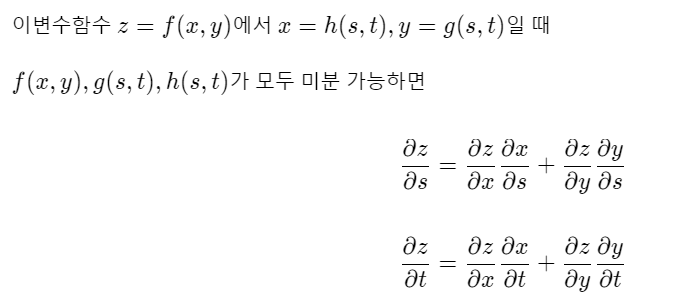 이변수함수 z = f(x, y)에서 x = h(s, t), y = g(s, t)일 때
f(x, y), g(s, t), h(s, t)가 모두 미분 가능하면
∂z/∂s = ∂z/∂x ∂x/∂s + ∂z/∂y ∂y/∂s
∂z/∂t = ∂z/∂x ∂x/∂t + ∂z/∂y ∂y/∂t